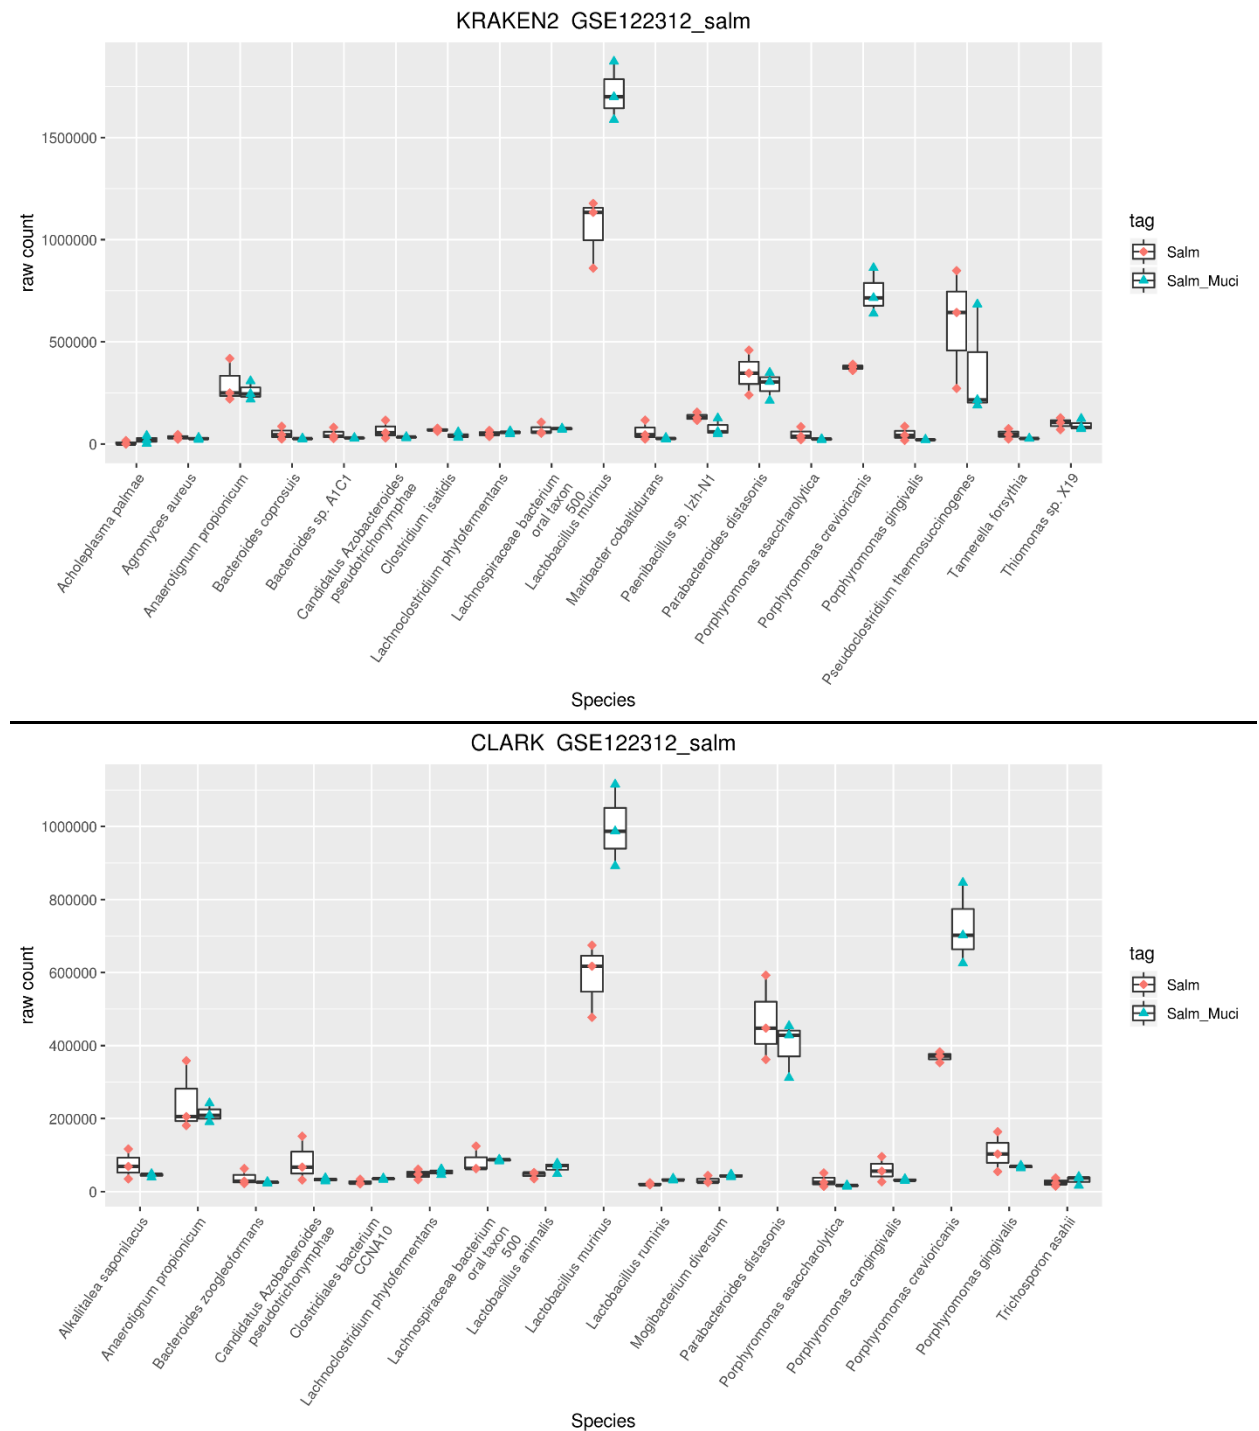 KRAKEN2 GSE122312_salm
1500000
1000000
500000
0
raw count
Acholeplasma palmae
Agromyces aureus
Anaerotignum propionicum
Bacteroides coprosuis
Bacteroides sp. A1C1
Candidatus Azobacteroides
pseudotrichonymphae
Clostridium isatidis
Lachnoclostridium phytofermentans
Lachnospiraceae bacterium
oral taxon
500
Lactobacillus murinus
Maribacter cobaltidurans
Paenibacillus sp. lzh-N1
Parabacteroides distasonis
Porphyromonas asaccharolytica
Porphyromonas crevioricanis
Porphyromonas gingivalis
Pseudoclostridium thermosuccinogenes
Tannerella forsythia
Thiomonas sp. X19
Species
tag
Salm
Salm_Muci
CLARK GSE122312_salm
1000000
800000
600000
400000
200000
0
raw count
Alkalitalea saponilacus
Anaerotignum propionicum
Bacteroides zoogleoformans
Candidatus Azobacteroides
pseudotrichonymphae
Clostridiales bacterium
CCNA10
Lachnoclostridium phytofermentans
Lachnospiraceae bacterium
oral taxon
500
Lactobacillus animalis
Lactobacillus murinus
Lactobacillus ruminis
Mogibacterium diversum
Parabacteroides distasonis
Porphyromonas asaccharolytica
Porphyromonas cangingivalis
Porphyromonas crevioricanis
Porphyromonas gingivalis
Trichosporon asahii
Species
tag
Salm
Salm_Muci